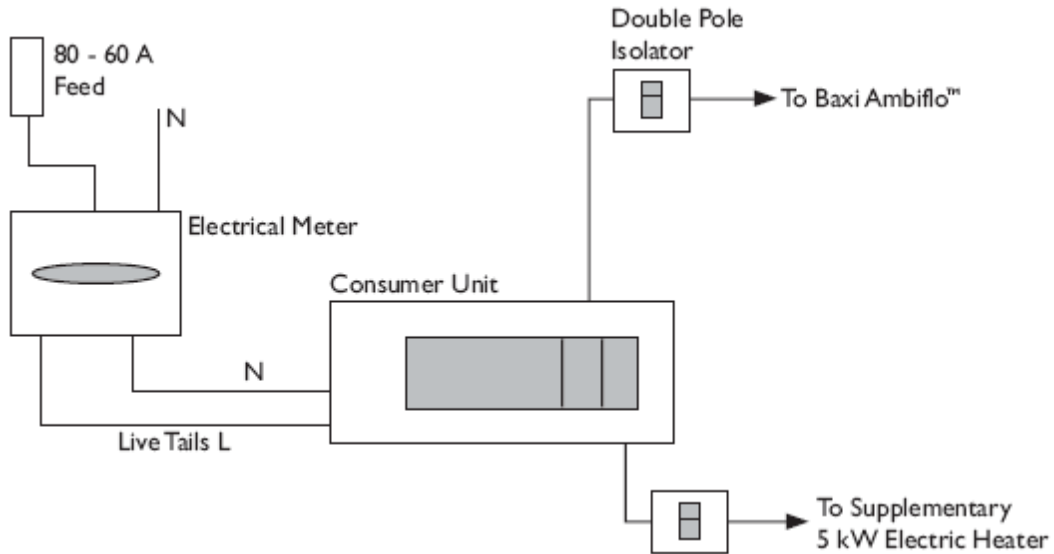 Double Pole
Isolator
80 - 60 A
Feed
To Baxi Ambiflo™
N
Electrical Meter
Consumer Unit
N
Live Tails L
To Supplementary
5 kW Electric Heater